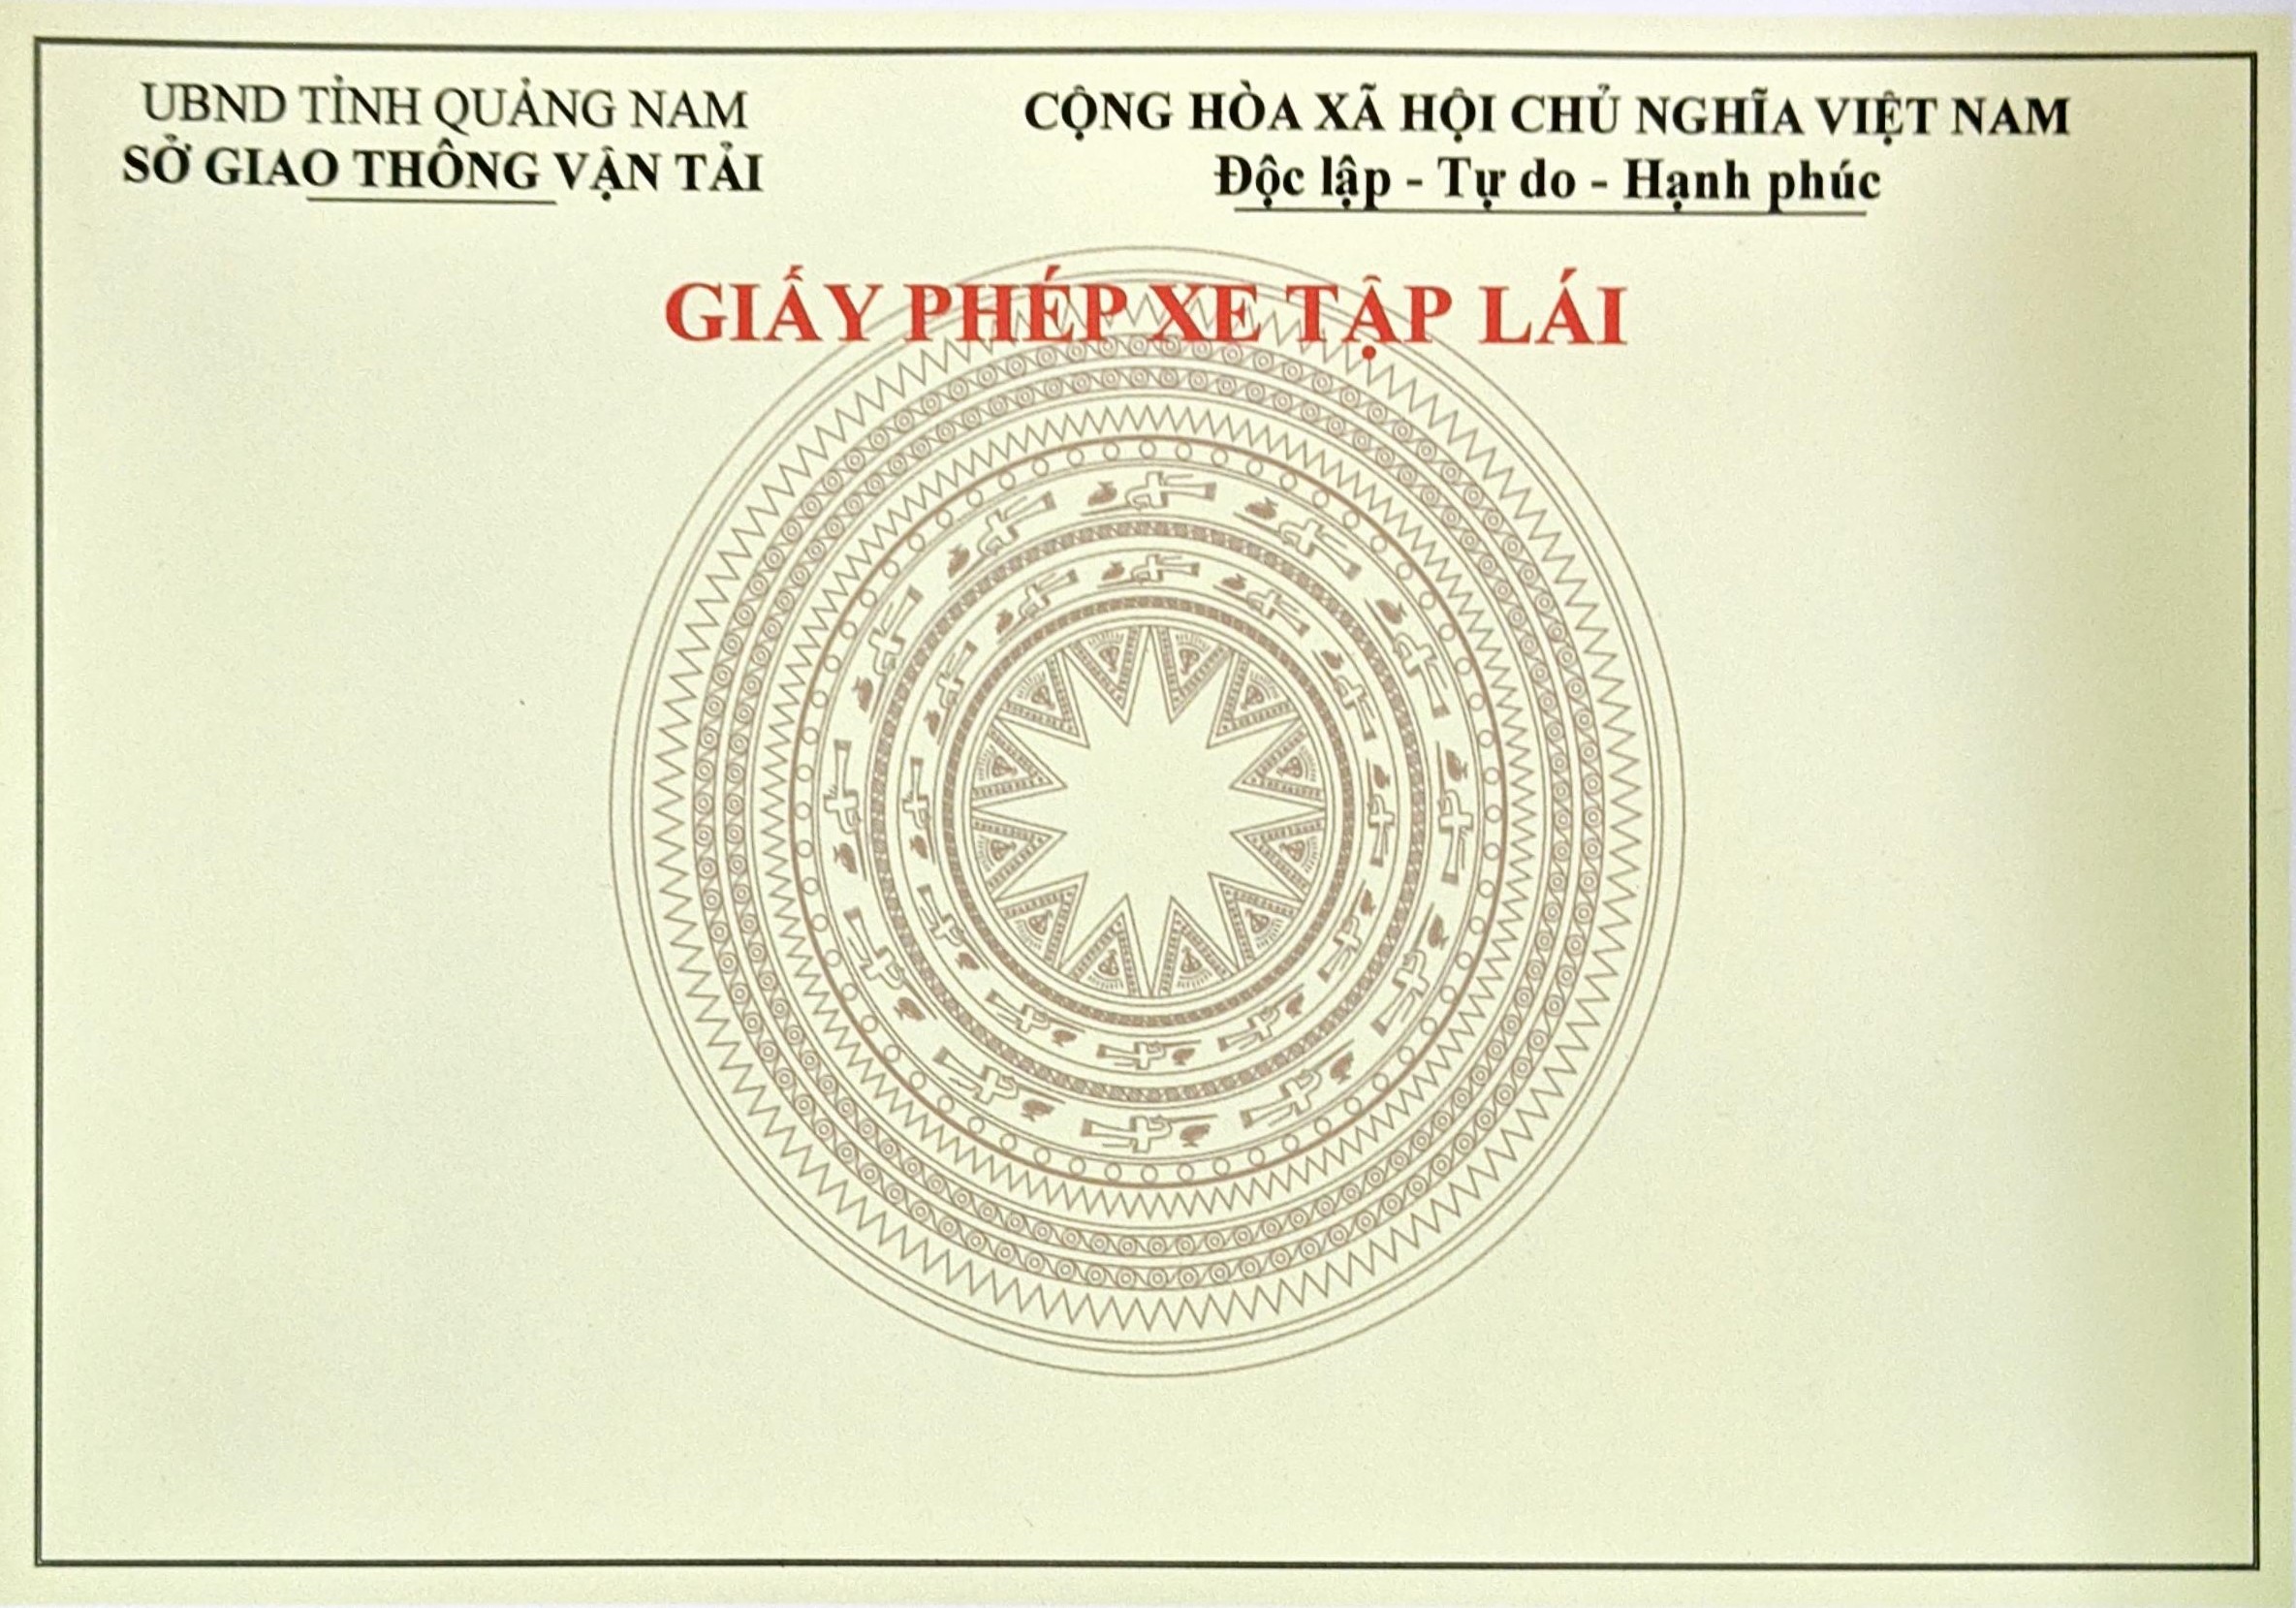 UBND TỈNH QUẢNG NAM
SỞ GIAO THÔNG VẬN TẢI
CỘNG HÒA XÃ HỘI CHỦ NGHĨA VIỆT NAM
Độc lập - Tự do - Hạnh phúc
GIẤY PHÉP XE TẬP LÁI